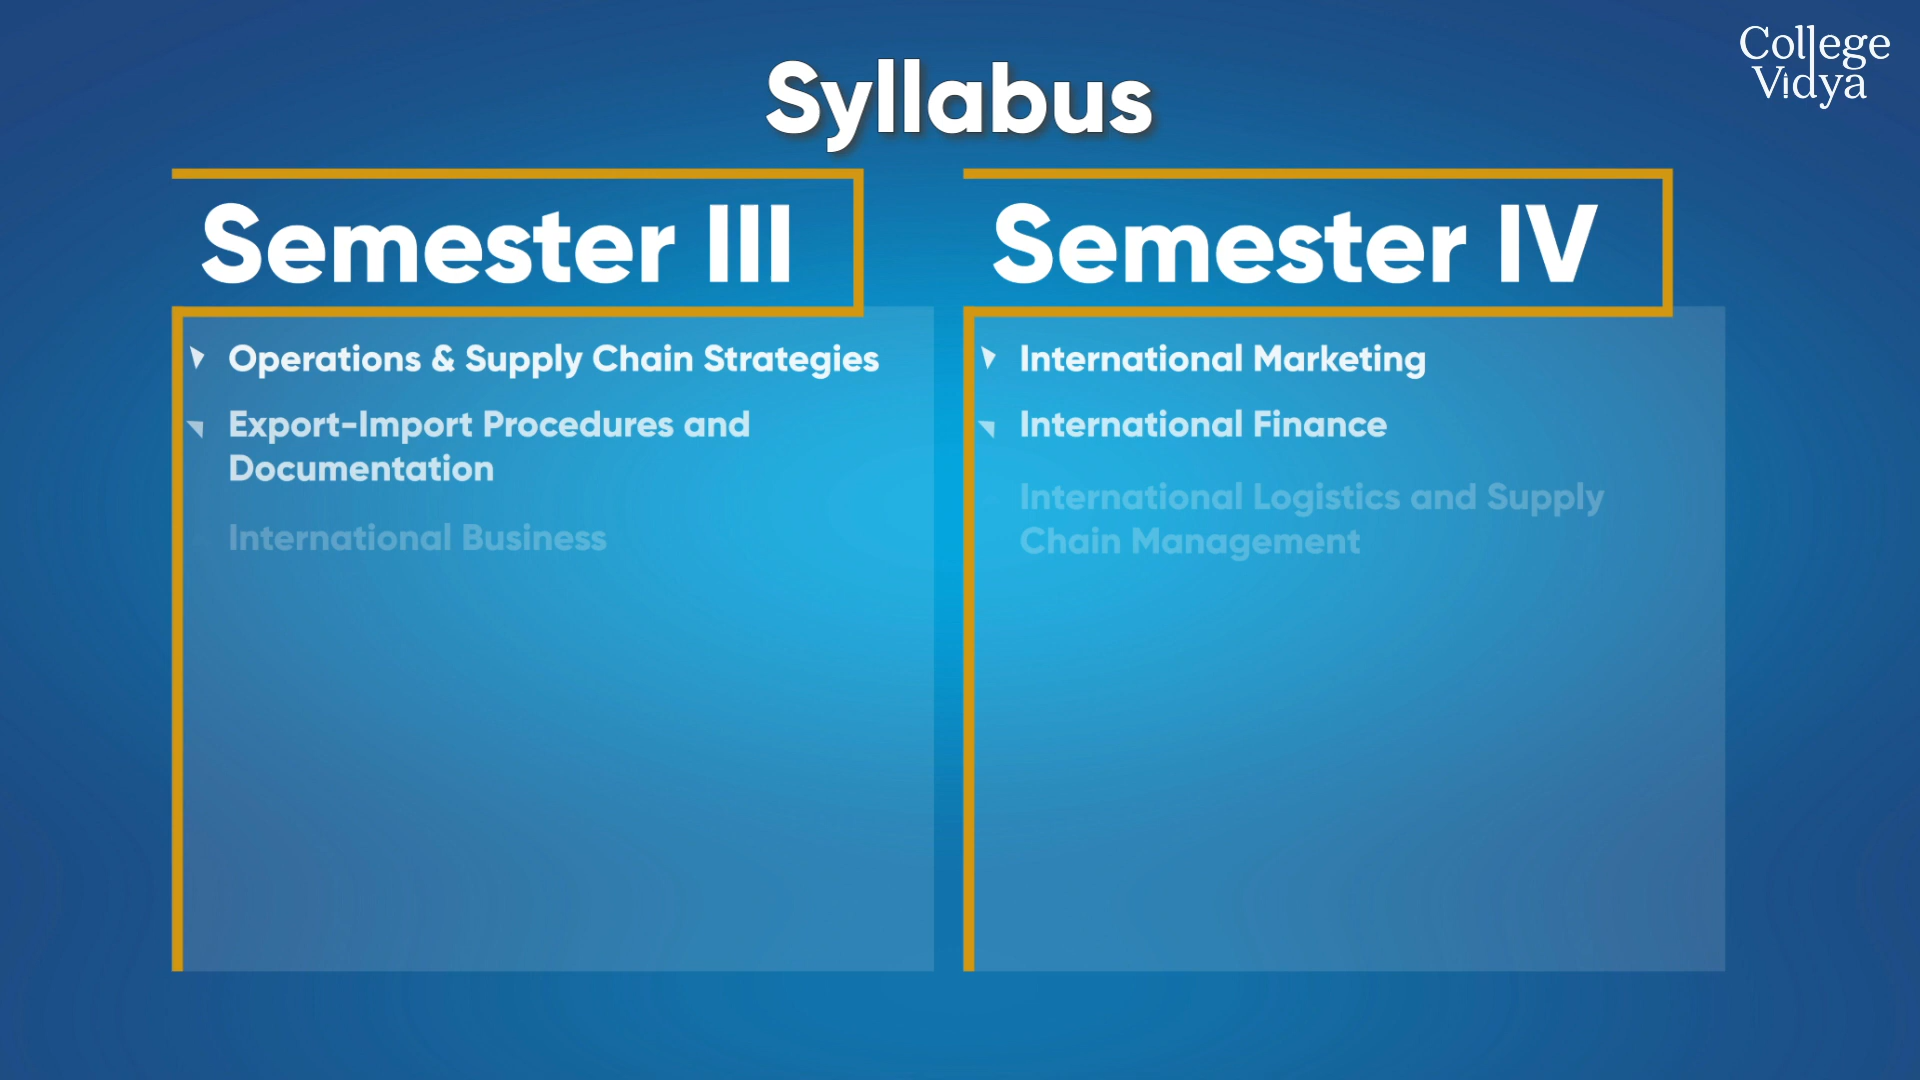 College
Vidya
Syllabus
Semester III
Operations & Supply Chain Strategies
Export-Import Procedures and
Documentation
International Business
Semester IV
International Marketing
International Finance
International Logistics and Supply
Chain Management